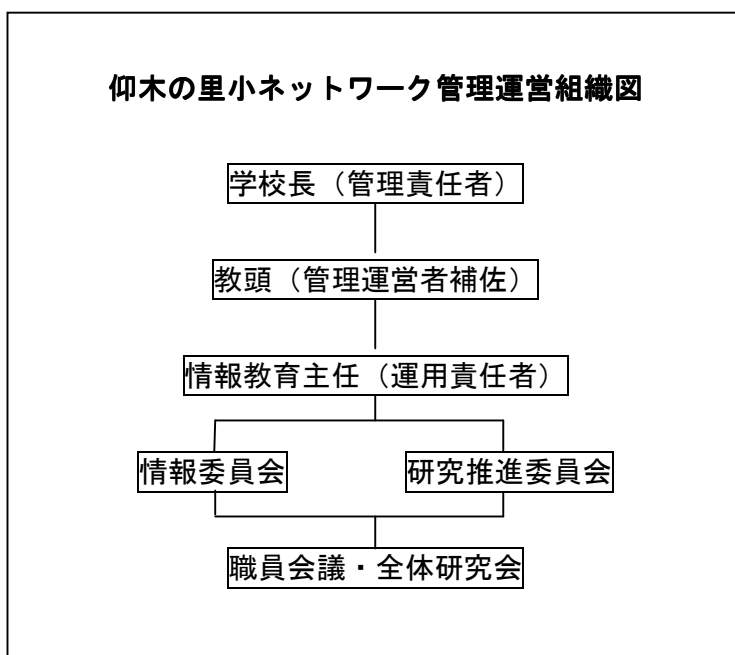 仰木の里小ネットワーク管理運営組織図
学校長（管理責任者）
教頭（管理運営者補佐）
情報教育主任（運用責任者）
情報委員会
研究推進委員会
職員会議・全体研究会